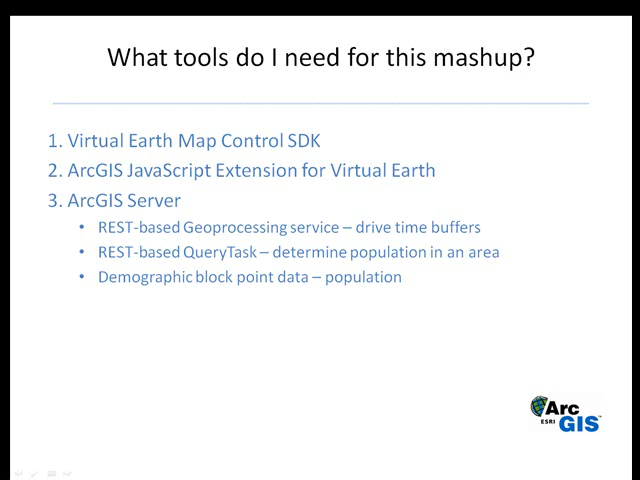 What tools do I need for this mashup?
1. Virtual Earth Map Control SDK
2. ArcGIS JavaScript Extension for Virtual Earth
3. ArcGIS Server
• REST-based Geoprocessing service – drive time buffers
• REST-based QueryTask – determine population in an area
• Demographic block point data – population
Arc
ESRI GIS™